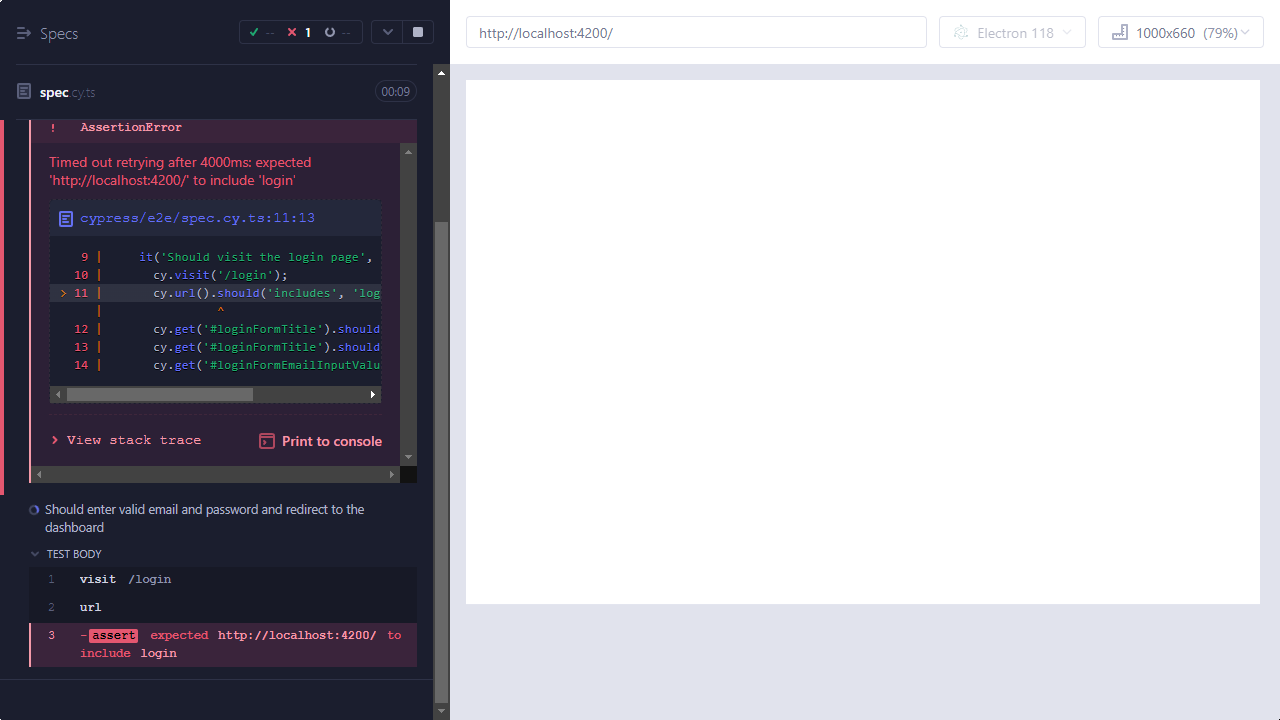 Specs
-- 1 --
http://localhost:4200/
Electron 118
1000x660 (79%)
spec.cy.ts
00:09
! AssertionError
Timed out retrying after 4000ms: expected
'http://localhost:4200/' to include 'login'
cypress/e2e/spec.cy.ts:11:13
9 | it('Should visit the login page',
10 | cy.visit('/login');
> 11 | cy.url().should('includes', 'log
| ^
12 | cy.get('#loginFormTitle').should
13 | cy.get('#loginFormTitle').should
14 | cy.get('#loginFormEmailInputValu
> View stack trace
Print to console
Should enter valid email and password and redirect to the
dashboard
TEST BODY
1 visit /login
2 url
3 -assert expected http://localhost:4200/ to
include login